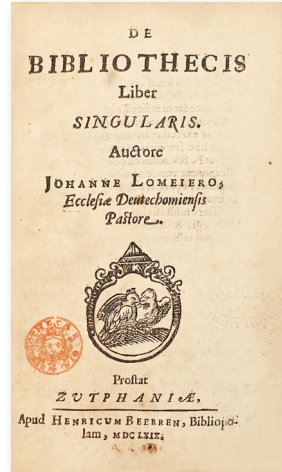 DE
BIBLIOTHECIS
Liber
SINGULARIS.
Auctore
JOHANNE LOMEIERO,
Ecclesiæ Deutechomiensis
Pastore.
Prostat
ZUTPHANIÆ,
Apud HENRICUM BEERREN, Bibliopo-
lam, MDCLXIX.